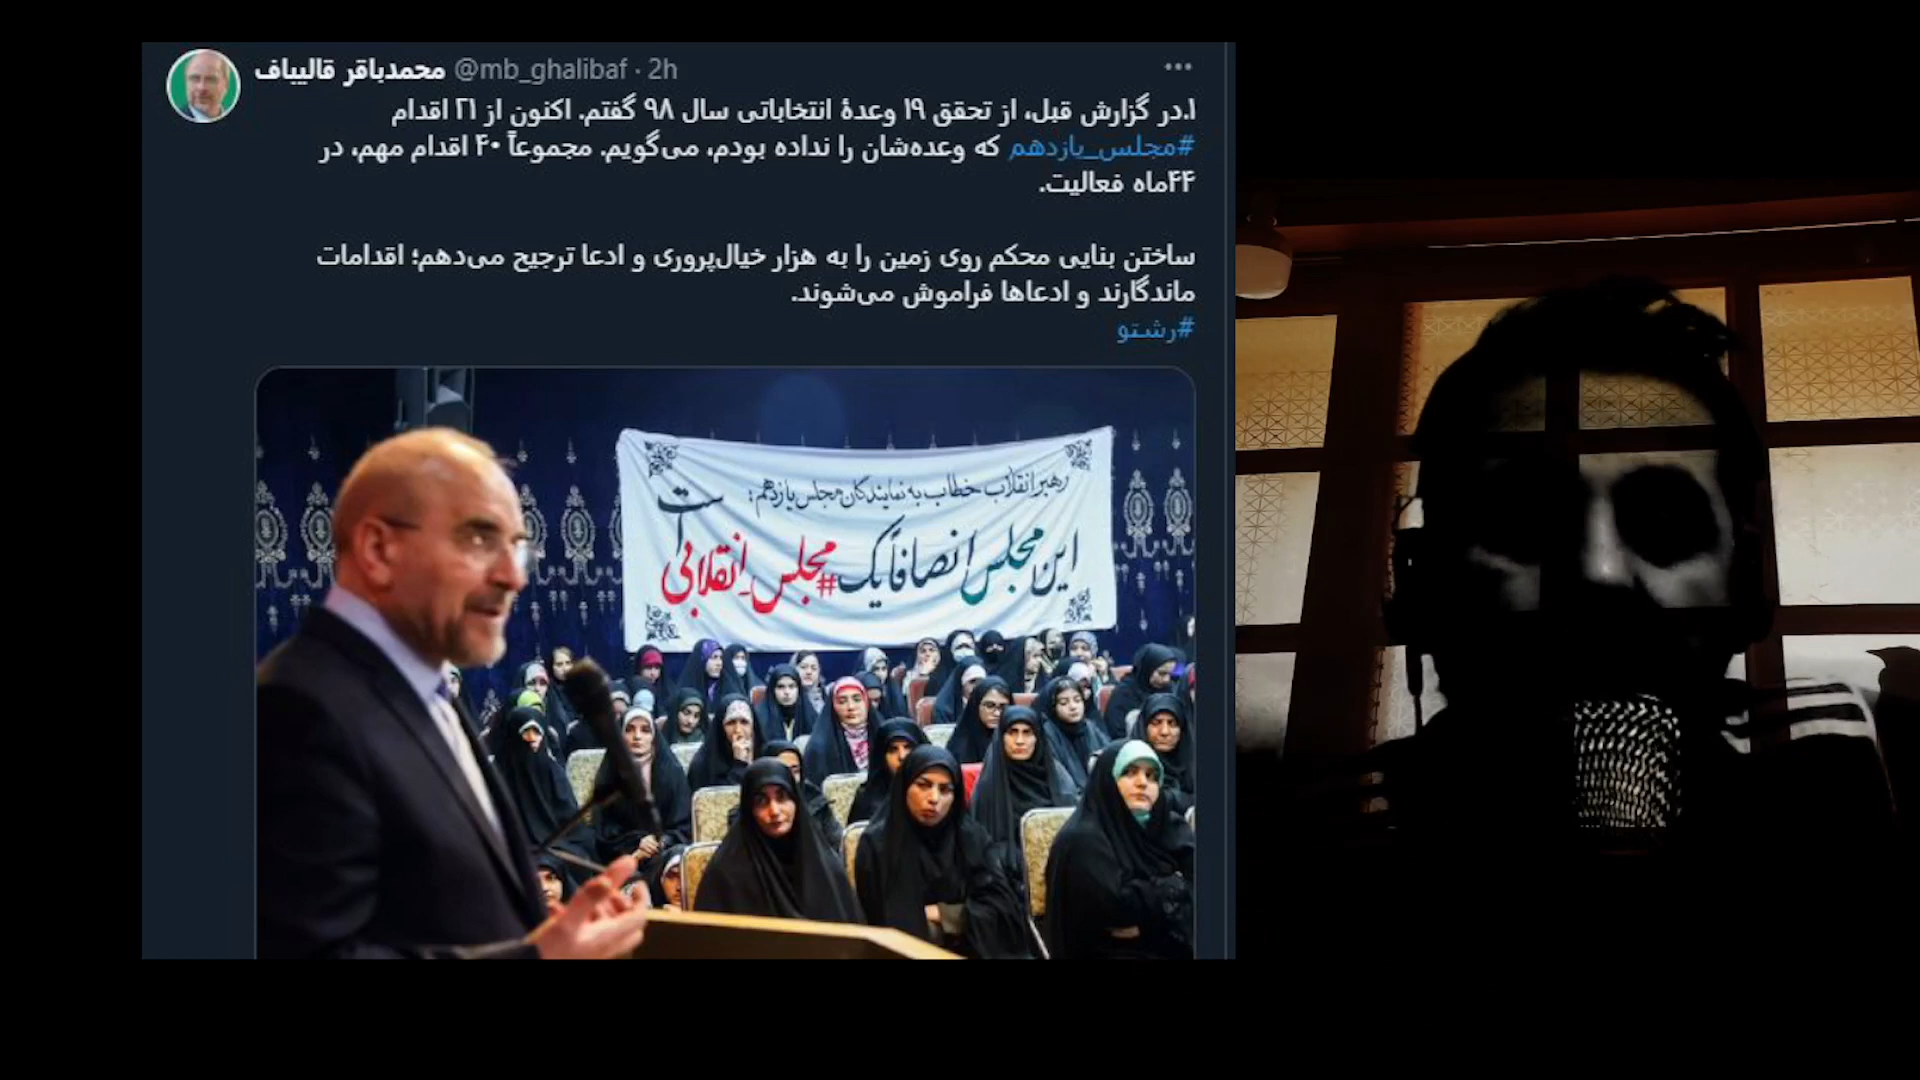 محمدباقر قالیباف @mb_ghalibaf · 2h
۱.در گزارش قبل، از تحقق ۱۹ وعدهٔ انتخاباتی سال ۹۸ گفتم. اکنون از ۲۱ اقدام
#مجلس_یازدهم که وعده‌شان را نداده بودم، می‌گویم. مجموعاً ۴۰ اقدام مهم، در
۴۴ماه فعالیت.
ساختن بنایی محکم روی زمین را به هزار خیال‌پروری و ادعا ترجیح می‌دهم؛ اقدامات
ماندگارند و ادعاها فراموش می‌شوند.
#رشتو
رهبر انقلاب خطاب به نمایندگان مجلس یازدهم:
این مجلس انصافاً یک #مجلس_انقلابی است